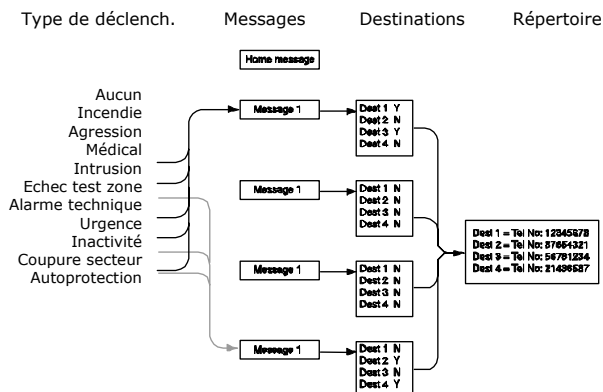 Type de déclench. Messages Destinations Répertoire
Home message
Aucun
Incendie
Agression
Médical
Intrusion
Echec test zone
Alarme technique
Urgence
Inactivité
Coupure secteur
Autoprotection
Message 1
Dest 1 Y
Dest 2 N
Dest 3 Y
Dest 4 N
Message 1
Dest 1 N
Dest 2 N
Dest 3 N
Dest 4 N
Message 1
Dest 1 N
Dest 2 N
Dest 3 N
Dest 4 N
Message 1
Dest 1 N
Dest 2 Y
Dest 3 N
Dest 4 Y
Dest 1 = Tel No: 12345678
Dest 2 = Tel No: 87654321
Dest 3 = Tel No: 56781234
Dest 4 = Tel No: